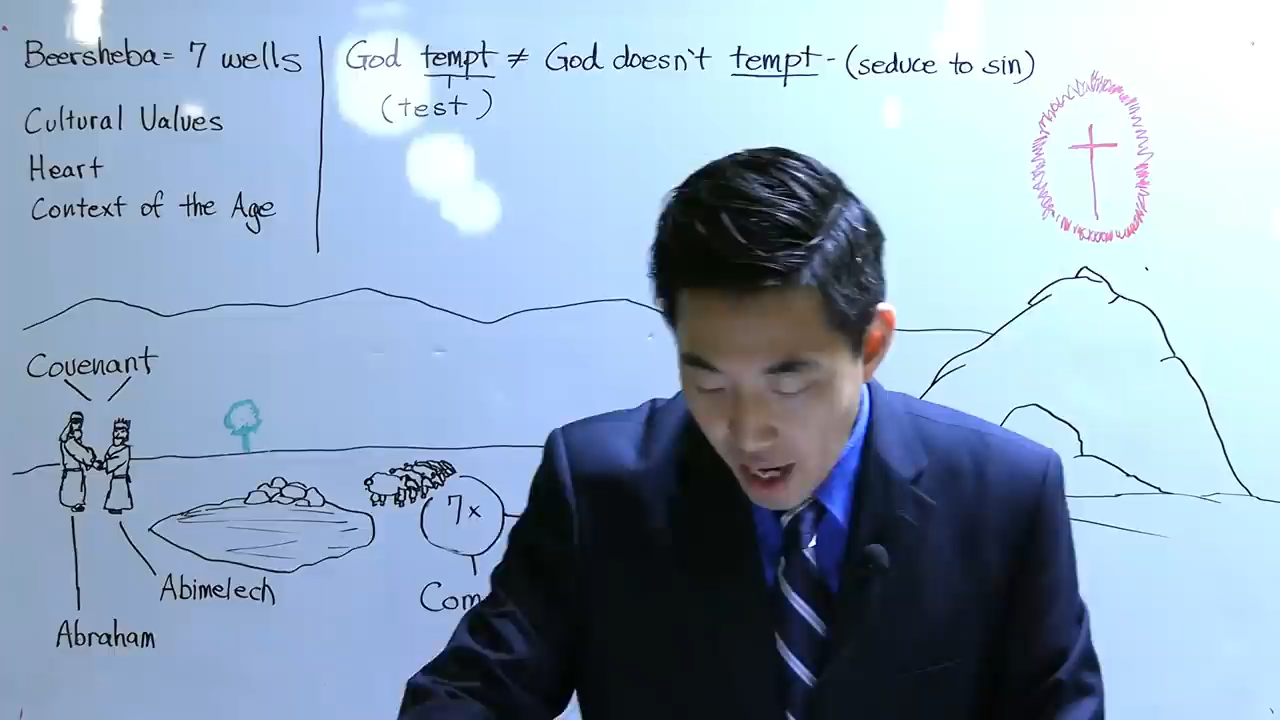 Beersheba = 7 wells
Cultural Values
Heart
Context of the Age
God tempt ≠ God doesn't tempt - (seduce to sin)
(test)
Covenant
7x
Abimelech
Abraham